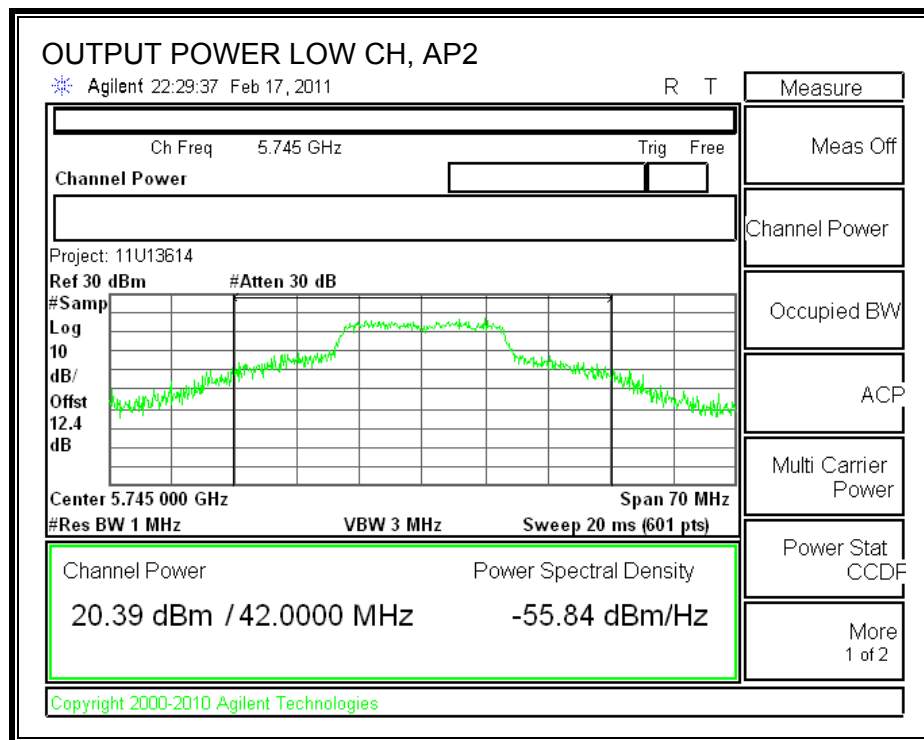 OUTPUT POWER LOW CH, AP2
Agilent 22:29:37 Feb 17, 2011 R T
Measure
Ch Freq 5.745 GHz Trig Free
Meas Off
Channel Power
Channel Power
Project: 11U13614
Ref 30 dBm #Atten 30 dB
#Samp
Log
10
dB/
Offst
12.4
dB
Occupied BW
ACP
Multi Carrier
Power
Center 5.745 000 GHz Span 70 MHz
#Res BW 1 MHz VBW 3 MHz Sweep 20 ms (601 pts)
Power Stat
CCDF
Channel Power Power Spectral Density
20.39 dBm / 42.0000 MHz -55.84 dBm/Hz
More
1 of 2
Copyright 2000-2010 Agilent Technologies